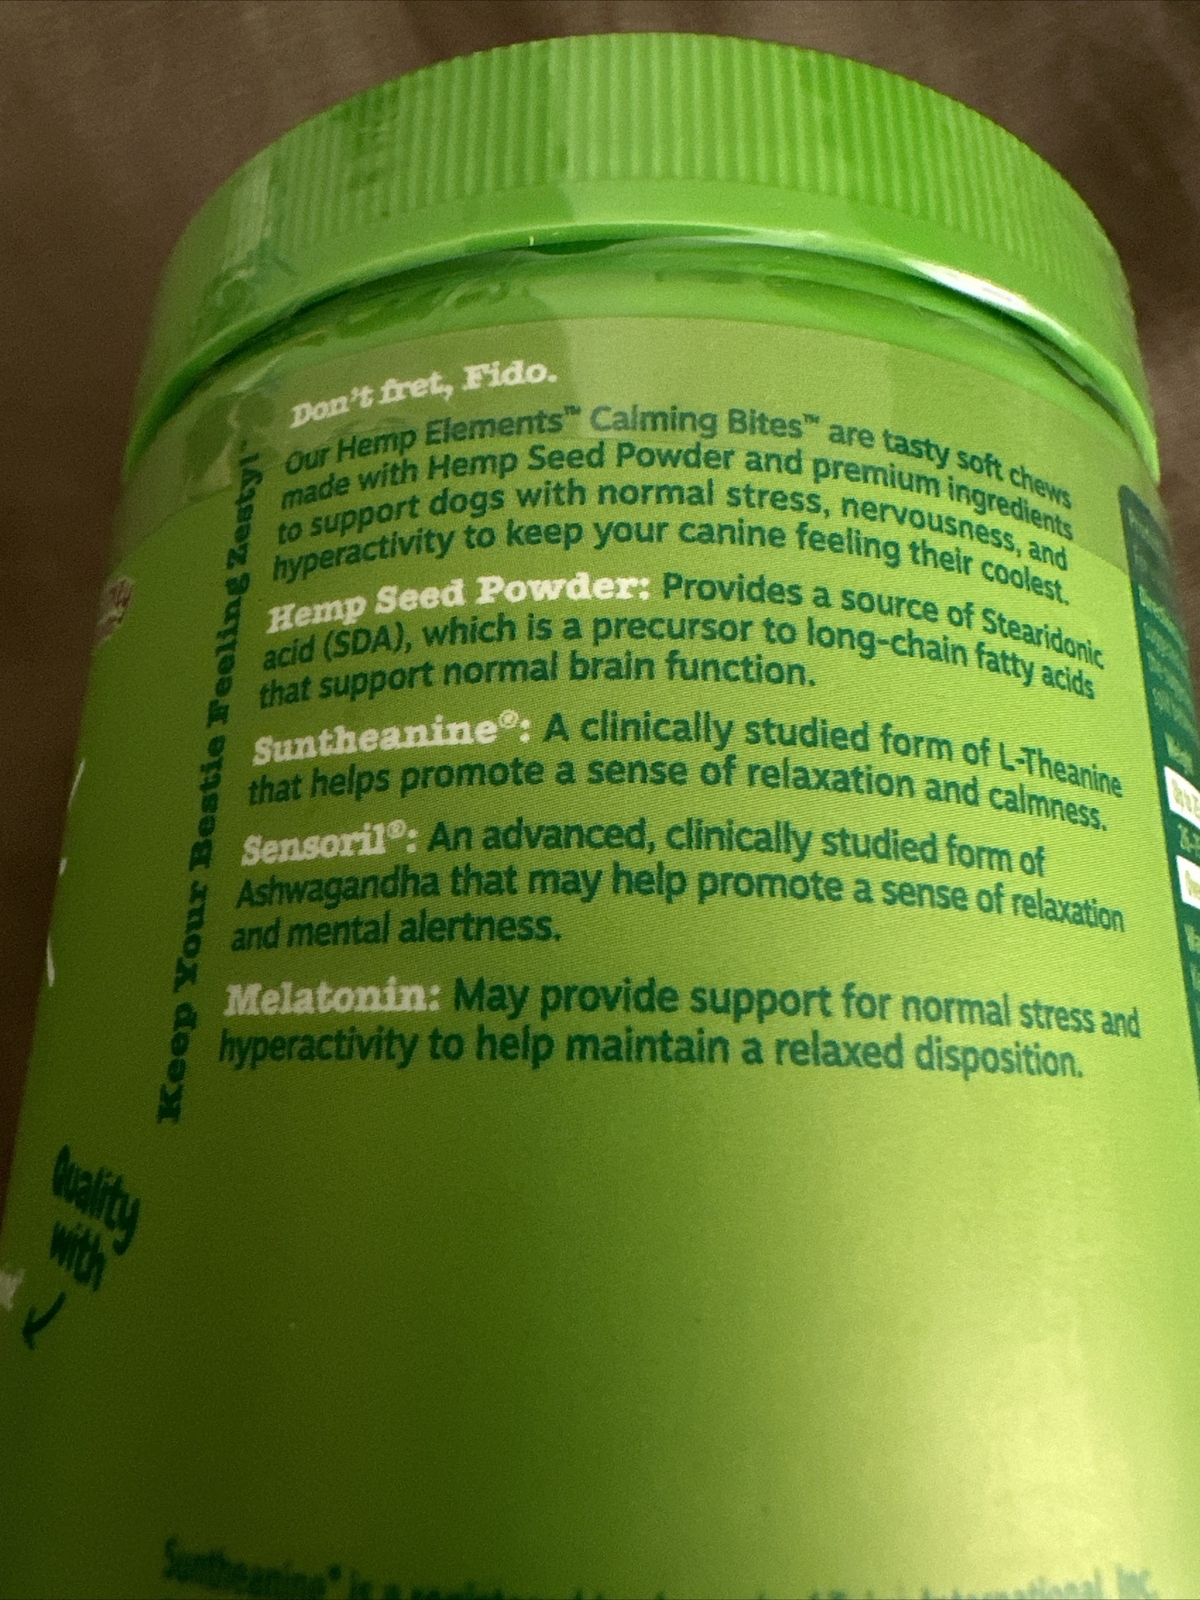 Don't fret, Fido.
Our Hemp Elements™ Calming Bites™ are tasty soft chews
made with Hemp Seed Powder and premium ingredients
to support dogs with normal stress, nervousness, and
hyperactivity to keep your canine feeling their coolest.
Hemp Seed Powder: Provides a source of Stearidonic
acid (SDA), which is a precursor to long-chain fatty acids
that support normal brain function.
Suntheanine®: A clinically studied form of L-Theanine
that helps promote a sense of relaxation and calmness.
Sensoril®: An advanced, clinically studied form of
Ashwagandha that may help promote a sense of relaxation
and mental alertness.
Melatonin: May provide support for normal stress and
hyperactivity to help maintain a relaxed disposition.
Keep Your Bestie Feeling Zesty!™
Quality
with
Suntheanine® is a International, Inc.